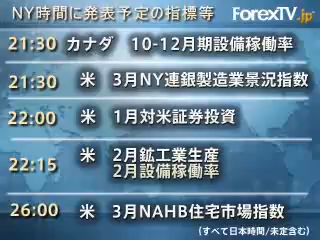 NY時間に発表予定の指標等 ForexTV.jp
21:30 カナダ 10-12月期設備稼働率
21:30 米 3月NY連銀製造業景況指数
22:00 米 1月対米証券投資
22:15 米 2月鉱工業生産
2月設備稼働率
26:00 米 3月NAHB住宅市場指数
(すべて日本時間/未定含む)